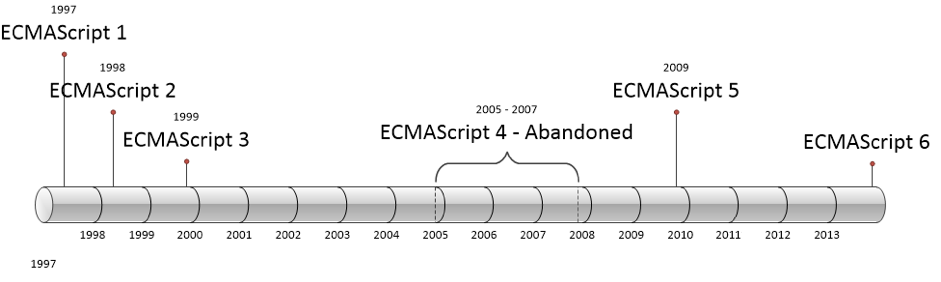 1997
ECMAScript 1
1998
ECMAScript 2
1999
ECMAScript 3
2005 - 2007
ECMAScript 4 - Abandoned
2009
ECMAScript 5
ECMAScript 6
1998 1999 2000 2001 2002 2003 2004 2005 2006 2007 2008 2009 2010 2011 2012 2013
1997